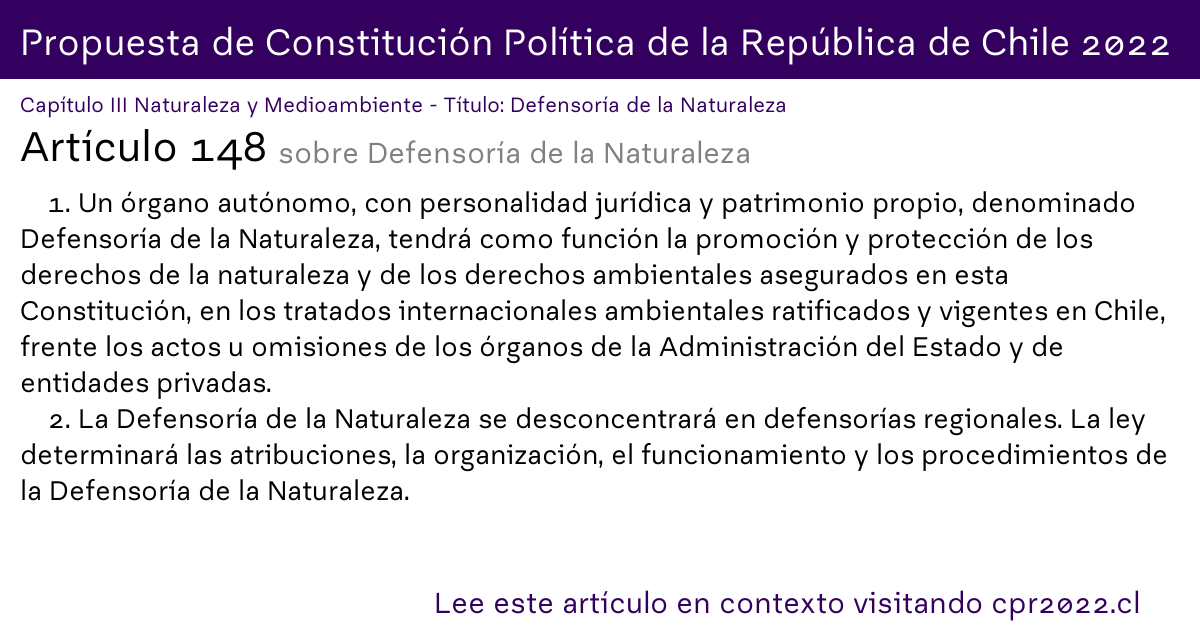 Propuesta de Constitución Política de la República de Chile 2022
Capítulo III Naturaleza y Medioambiente - Título: Defensoría de la Naturaleza
Artículo 148 sobre Defensoría de la Naturaleza
1. Un órgano autónomo, con personalidad jurídica y patrimonio propio, denominado
Defensoría de la Naturaleza, tendrá como función la promoción y protección de los
derechos de la naturaleza y de los derechos ambientales asegurados en esta
Constitución, en los tratados internacionales ambientales ratificados y vigentes en Chile,
frente los actos u omisiones de los órganos de la Administración del Estado y de
entidades privadas.
2. La Defensoría de la Naturaleza se desconcentrará en defensorías regionales. La ley
determinará las atribuciones, la organización, el funcionamiento y los procedimientos de
la Defensoría de la Naturaleza.
Lee este artículo en contexto visitando cpr2022.cl